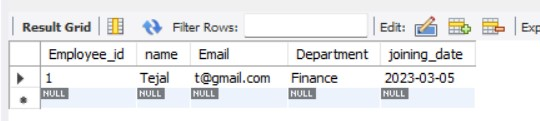 Result Grid Filter Rows: Edit: Exp
Employee_id name Email Department joining_date
1 Tejal t@gmail.com Finance 2023-03-05
NULL NULL NULL NULL NULL